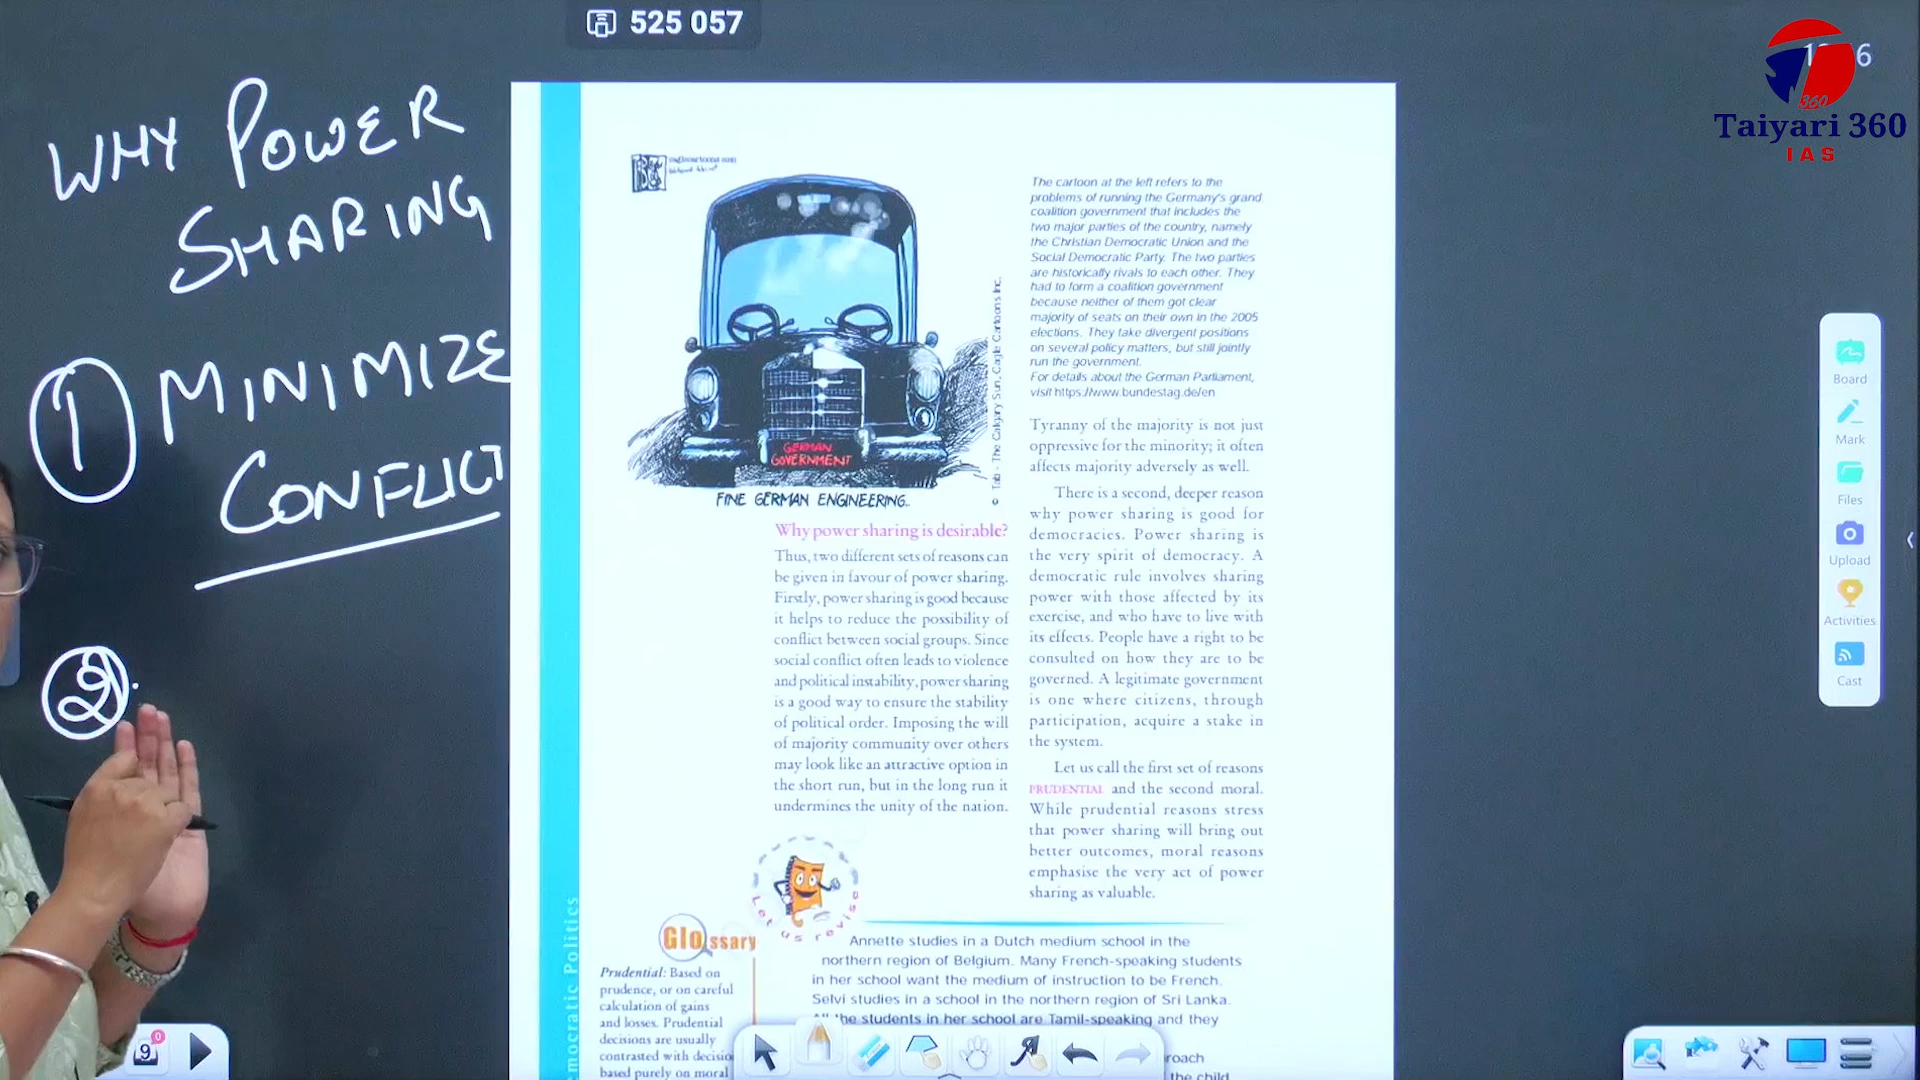 525 057
360
Taiyari 360
IAS
WHY POWER
SHARING
1 MINIMIZE
CONFLICT
2.
The cartoon at the left refers to the
problems of running the Germany's grand
coalition government that includes the
two major parties of the country, namely
the Christian Democratic Union and the
Social Democratic Party. The two parties
are historically rivals to each other. They
had to form a coalition government
because neither of them got clear
majority of seats on their own in the 2005
elections. They take divergent positions
on several policy matters, but still jointly
run the government.
For details about the German Parliament,
visit https://www.bundestag.de/en
© Tab - The Calgary Sun, Cagle Cartoons Inc.
GERMAN
GOVERNMENT
FINE GERMAN ENGINEERING..
Why power sharing is desirable?
Thus, two different sets of reasons can
be given in favour of power sharing.
Firstly, power sharing is good because
it helps to reduce the possibility of
conflict between social groups. Since
social conflict often leads to violence
and political instability, power sharing
is a good way to ensure the stability
of political order. Imposing the will
of majority community over others
may look like an attractive option in
the short run, but in the long run it
undermines the unity of the nation.
Tyranny of the majority is not just
oppressive for the minority; it often
affects majority adversely as well.
There is a second, deeper reason
why power sharing is good for
democracies. Power sharing is
the very spirit of democracy. A
democratic rule involves sharing
power with those affected by its
exercise, and who have to live with
its effects. People have a right to be
consulted on how they are to be
governed. A legitimate government
is one where citizens, through
participation, acquire a stake in
the system.
Let us call the first set of reasons
PRUDENTIAL and the second moral.
While prudential reasons stress
that power sharing will bring out
better outcomes, moral reasons
emphasise the very act of power
sharing as valuable.
Let us revise
Glossary
Prudential: Based on
prudence, or on careful
calculation of gains
and losses. Prudential
decisions are usually
contrasted with decisio
based purely on moral
Annette studies in a Dutch medium school in the
northern region of Belgium. Many French-speaking students
in her school want the medium of instruction to be French.
Selvi studies in a school in the northern region of Sri Lanka.
All the students in her school are Tamil-speaking and they
roach
the child
mocratic Politics
Board
Mark
Files
Upload
Activities
Cast
9
0